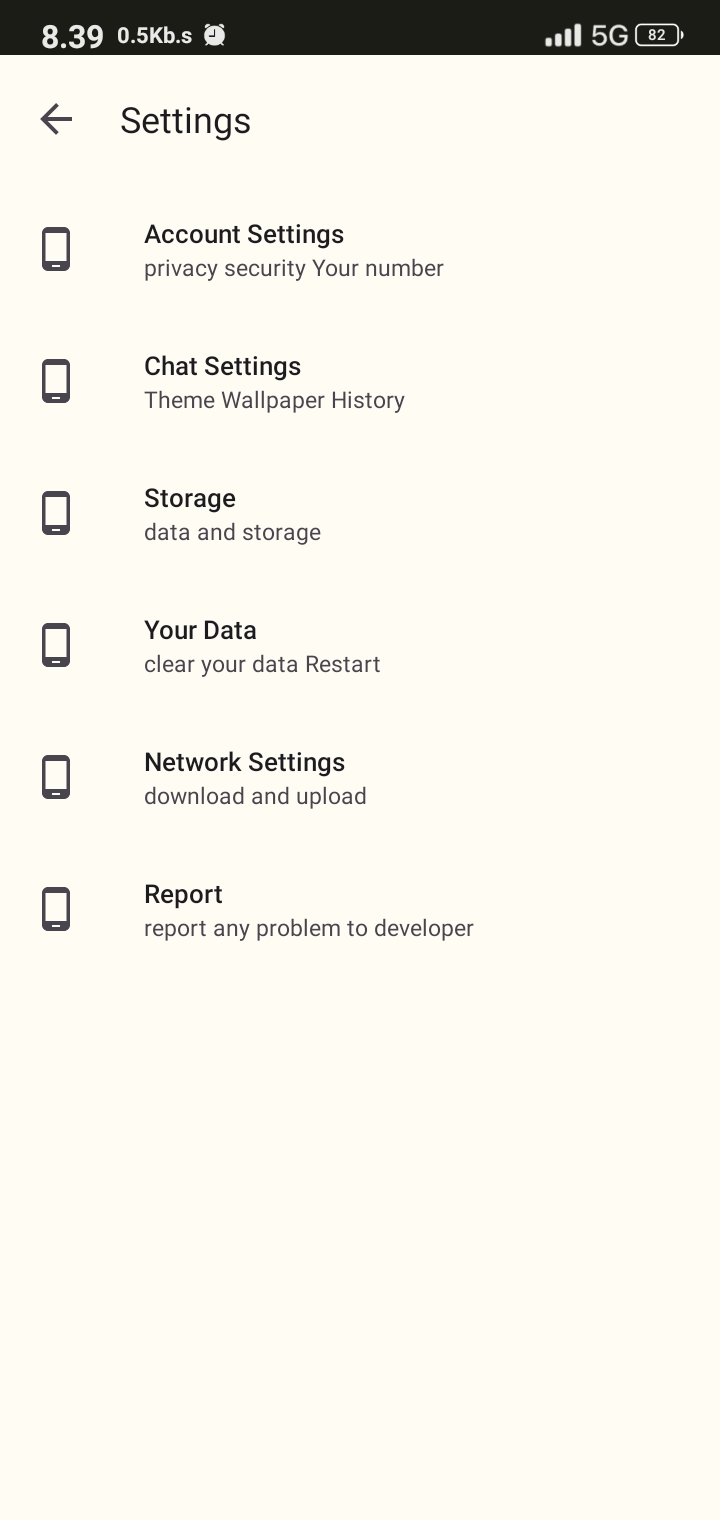 8.39 0.5Kb.s 5G 82
Settings
Account Settings
privacy security Your number
Chat Settings
Theme Wallpaper History
Storage
data and storage
Your Data
clear your data Restart
Network Settings
download and upload
Report
report any problem to developer